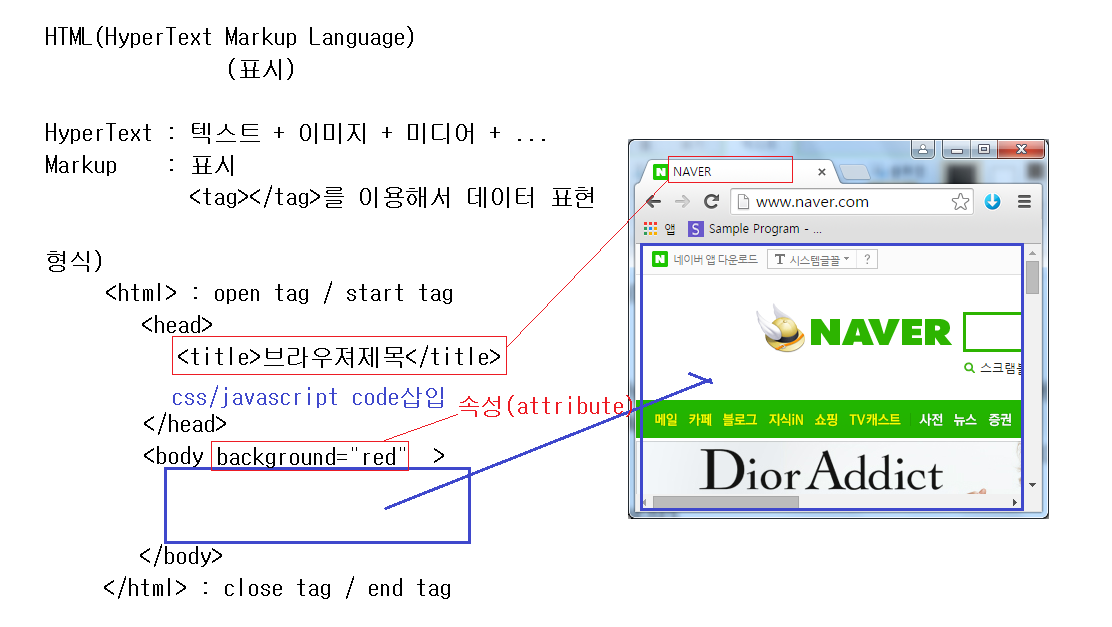 HTML(HyperText Markup Language)
(표시)
HyperText : 텍스트 + 이미지 + 미디어 + ...
Markup : 표시
<tag></tag>를 이용해서 데이터 표현
형식)
<html> : open tag / start tag
<head>
<title>브라우져제목</title>
css/javascript code삽입
</head>
속성(attribute)
<body background="red" >
</body>
</html> : close tag / end tag
N NAVER
www.naver.com
앱 S Sample Program - ...
N 네이버 앱 다운로드 T 시스템글꼴 ?
NAVER
스크램블
메일 카페 블로그 지식iN 쇼핑 TV캐스트 사전 뉴스 증권
Dior Addict